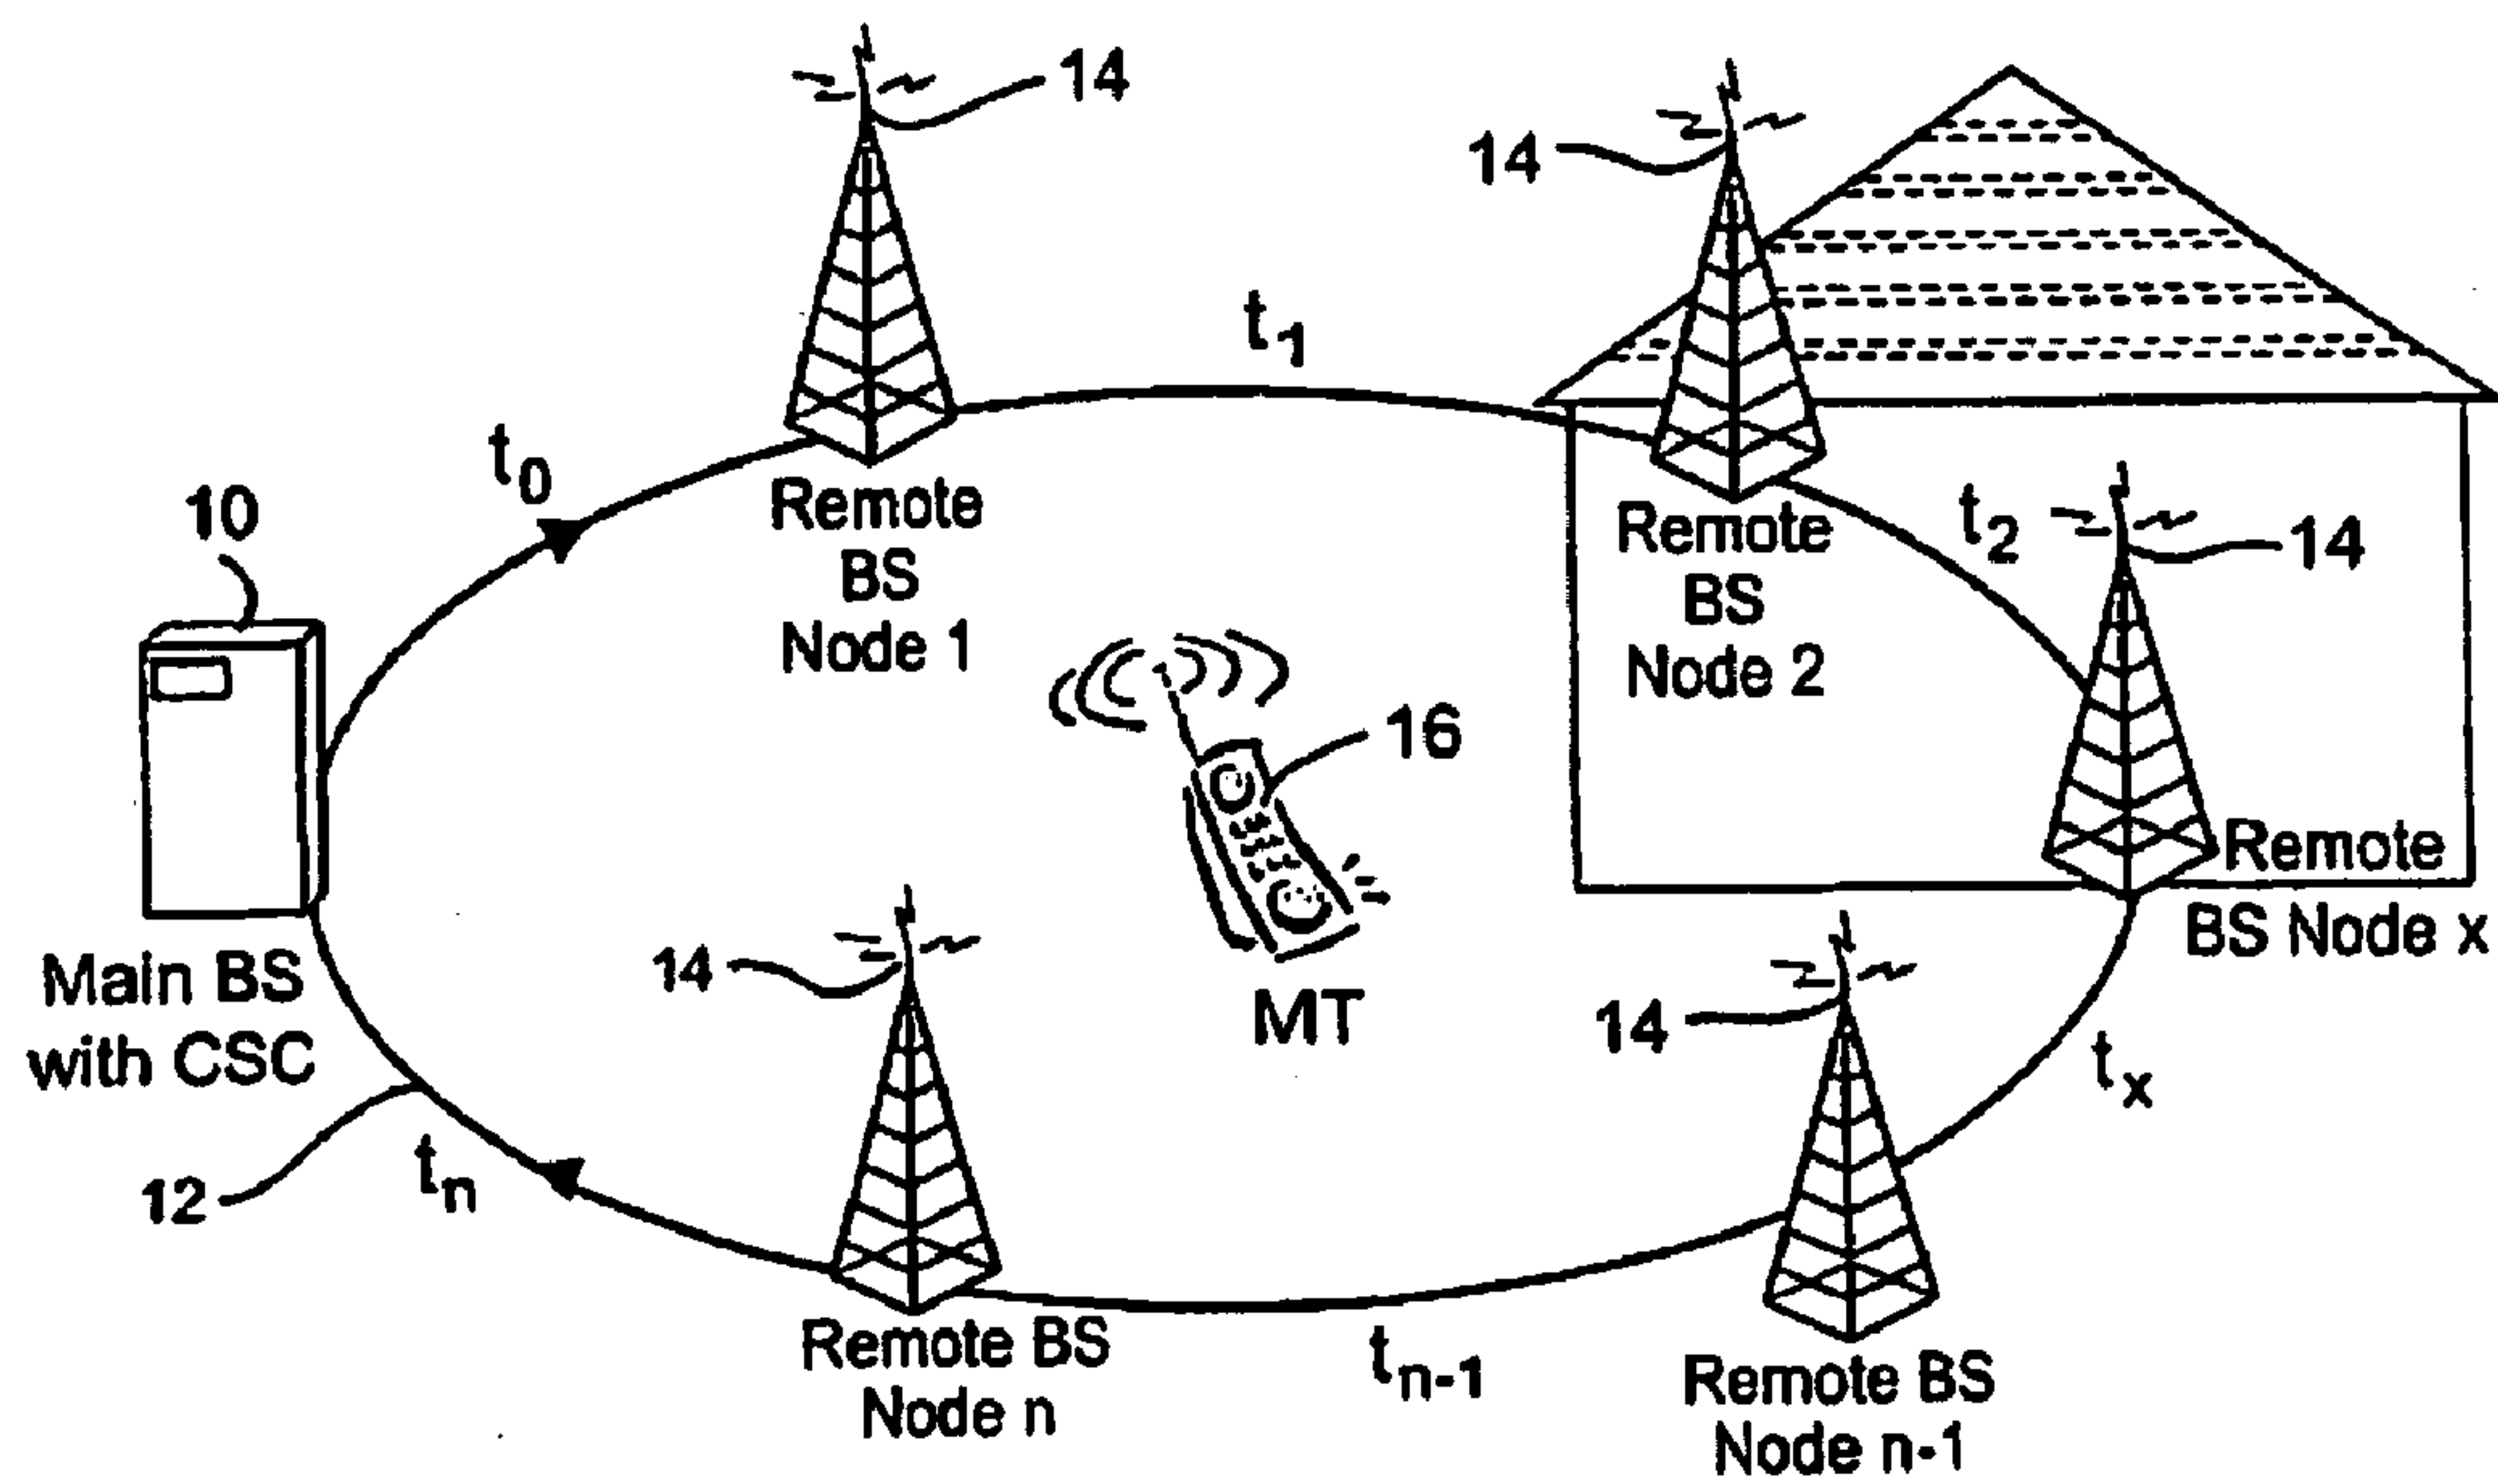 14
14
t1
t0
10
Remote
BS
Node 1
Remote
BS
Node 2
t2
14
16
Remote
BS Node x
Main BS
with CSC
14
MT
14
tx
12
tn
Remote BS
Node n
tn-1
Remote BS
Node n-1